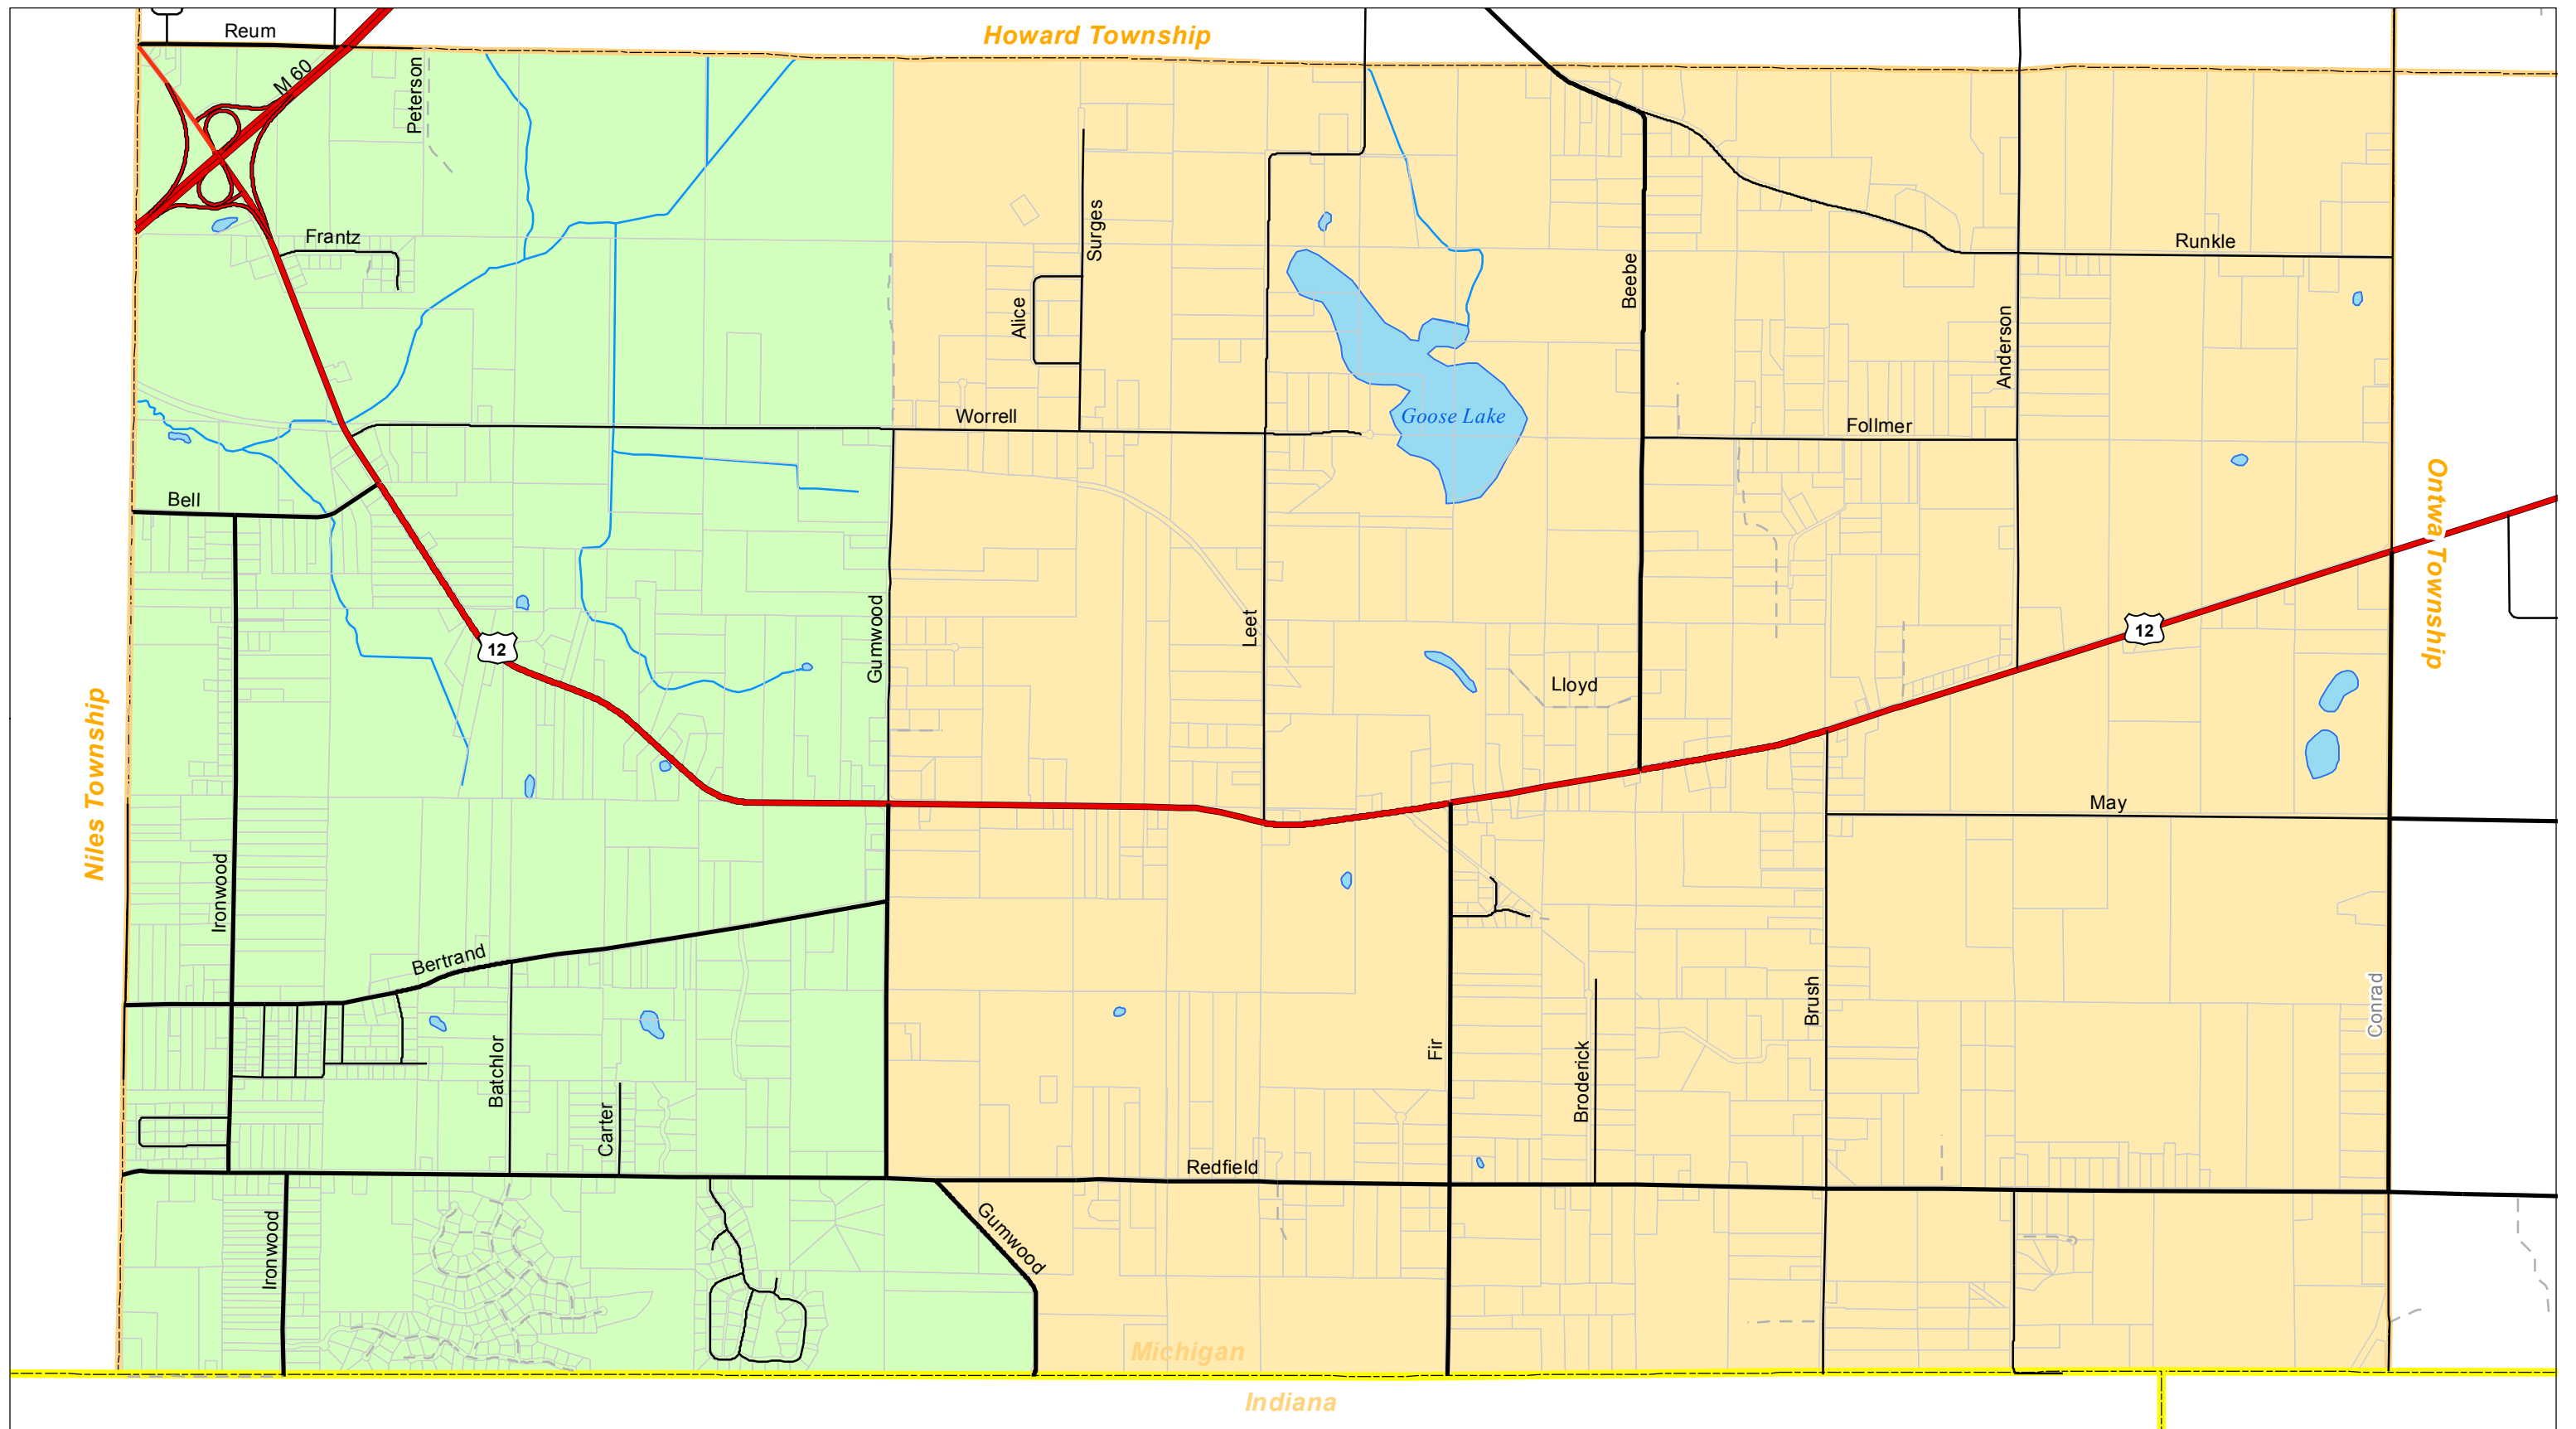 Reum
Howard Township
M 60
Peterson
Frantz
Surges
Alice
Beebe
Runkle
Anderson
Worrell
Goose Lake
Follmer
Bell
Ontwa Township
Gumwood
Leet
12
12
Lloyd
Niles Township
May
Ironwood
Bertrand
Conrad
Brush
Fir
Broderick
Batchlor
Carter
Redfield
Ironwood
Gumwood
Michigan
Indiana